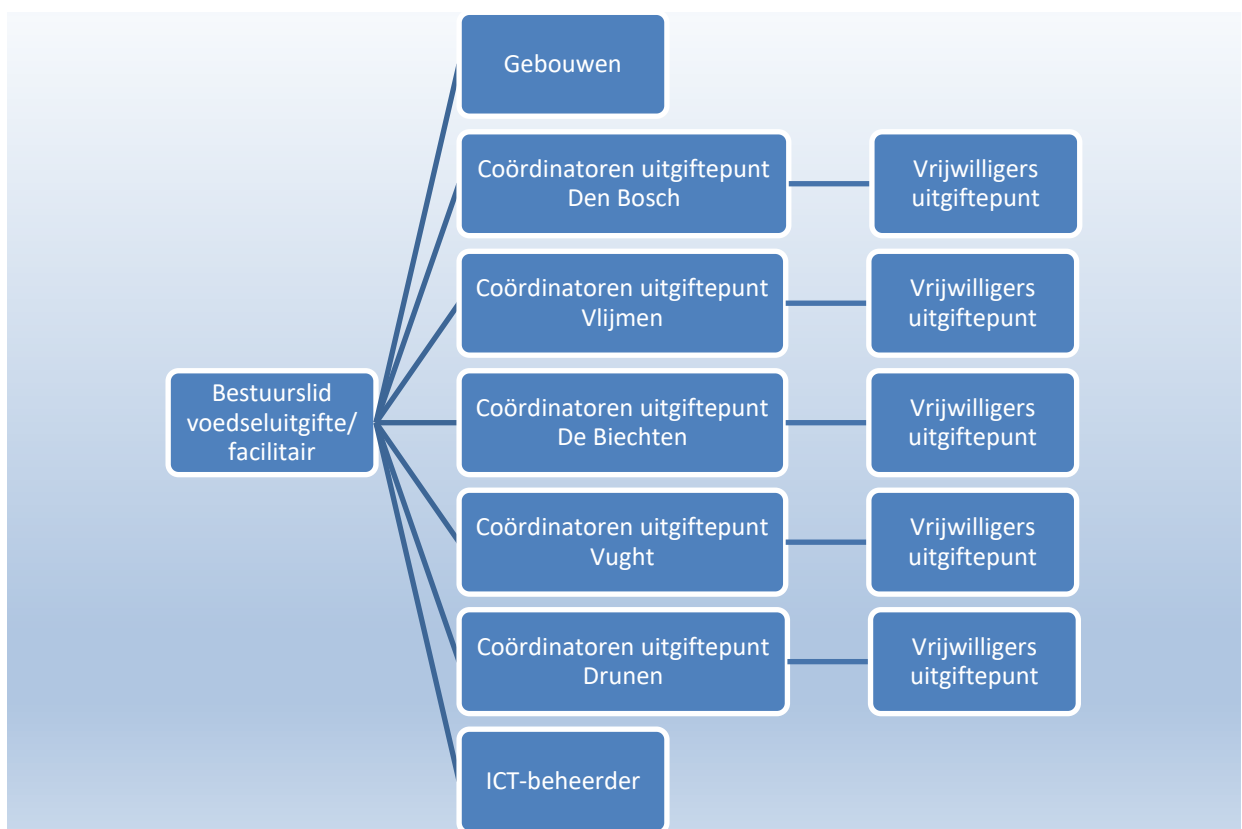 Gebouwen
Coördinatoren uitgiftepunt
Den Bosch
Vrijwilligers
uitgiftepunt
Coördinatoren uitgiftepunt
Vlijmen
Vrijwilligers
uitgiftepunt
Bestuurslid
voedseluitgifte/
facilitair
Coördinatoren uitgiftepunt
De Biechten
Vrijwilligers
uitgiftepunt
Coördinatoren uitgiftepunt
Vught
Vrijwilligers
uitgiftepunt
Coördinatoren uitgiftepunt
Drunen
Vrijwilligers
uitgiftepunt
ICT-beheerder